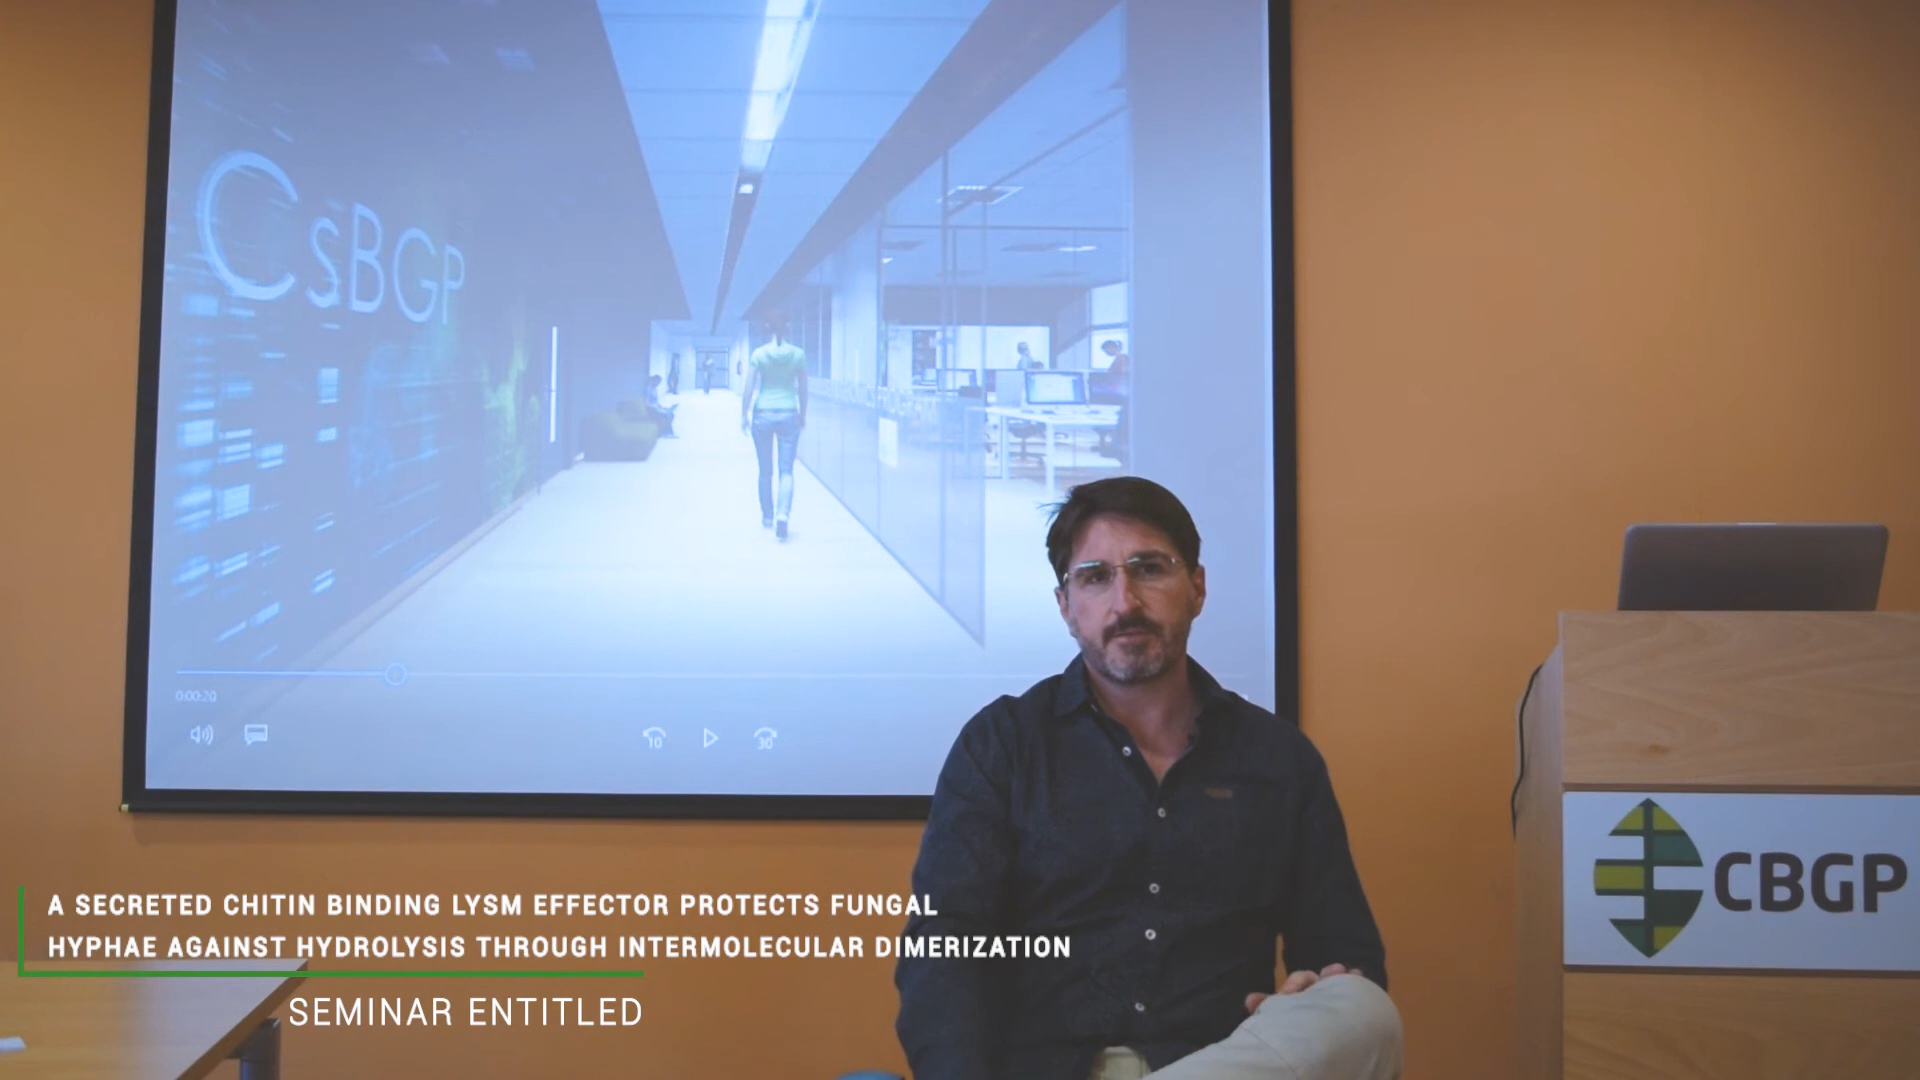 CsBGP
0:00:20
10
30
CBGP
A SECRETED CHITIN BINDING LYSM EFFECTOR PROTECTS FUNGAL
HYPHAE AGAINST HYDROLYSIS THROUGH INTERMOLECULAR DIMERIZATION
SEMINAR ENTITLED